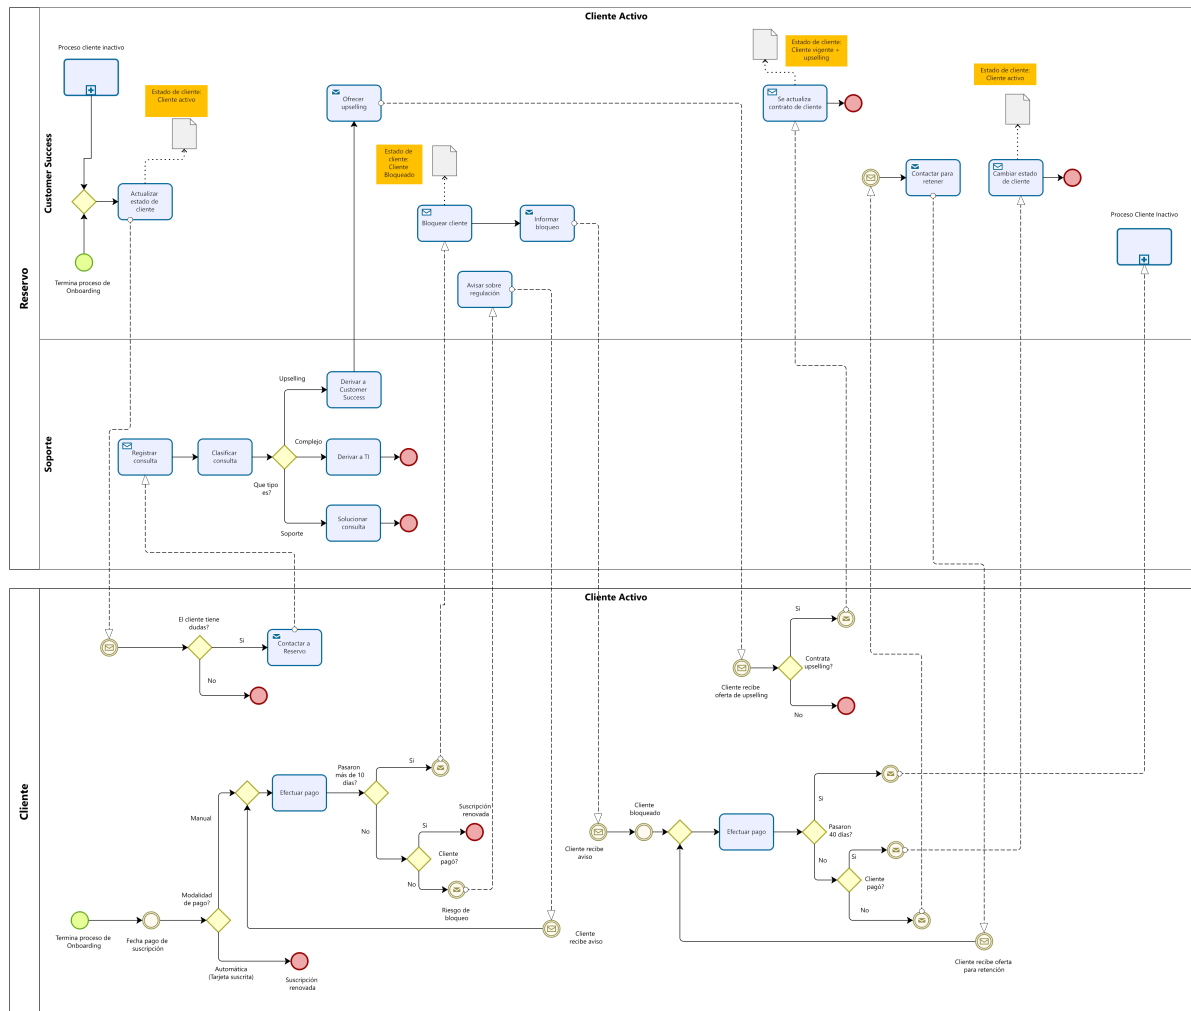 Cliente Activo
Reservo
Customer Success
Proceso cliente inactivo
Estado de cliente:
Cliente activo
Actualizar
estado de
cliente
Termina proceso de
Onboarding
Ofrecer
upselling
Estado de
cliente:
Cliente
Bloqueado
Bloquear cliente
Informar
bloqueo
Avisar sobre
regulación
Estado de cliente:
Cliente vigente +
upselling
Se actualiza
contrato de cliente
Estado de cliente:
Cliente activo
Contactar para
retener
Cambiar estado
de cliente
Proceso Cliente Inactivo
Soporte
Registrar
consulta
Clasificar
consulta
Que tipo
es?
Upselling
Derivar a
Customer
Success
Complejo
Derivar a TI
Soporte
Solucionar
consulta
Cliente Activo
Cliente
El cliente tiene
dudas?
Si
No
Contactar a
Reservo
Cliente recibe
oferta de upselling
Contrata
upselling?
Si
No
Termina proceso de
Onboarding
Fecha pago de
suscripción
Modalidad
de pago?
Manual
Automática
(Tarjeta suscrita)
Suscripción
renovada
Efectuar pago
Pasaron
más de 10
días?
Si
No
Cliente
pagó?
Si
Suscripción
renovada
No
Riesgo de
bloqueo
Cliente
recibe aviso
Cliente recibe
aviso
Cliente
bloqueado
Efectuar pago
Pasaron
40 días?
Si
No
Cliente
pagó?
Si
No
Cliente recibe oferta
para retención